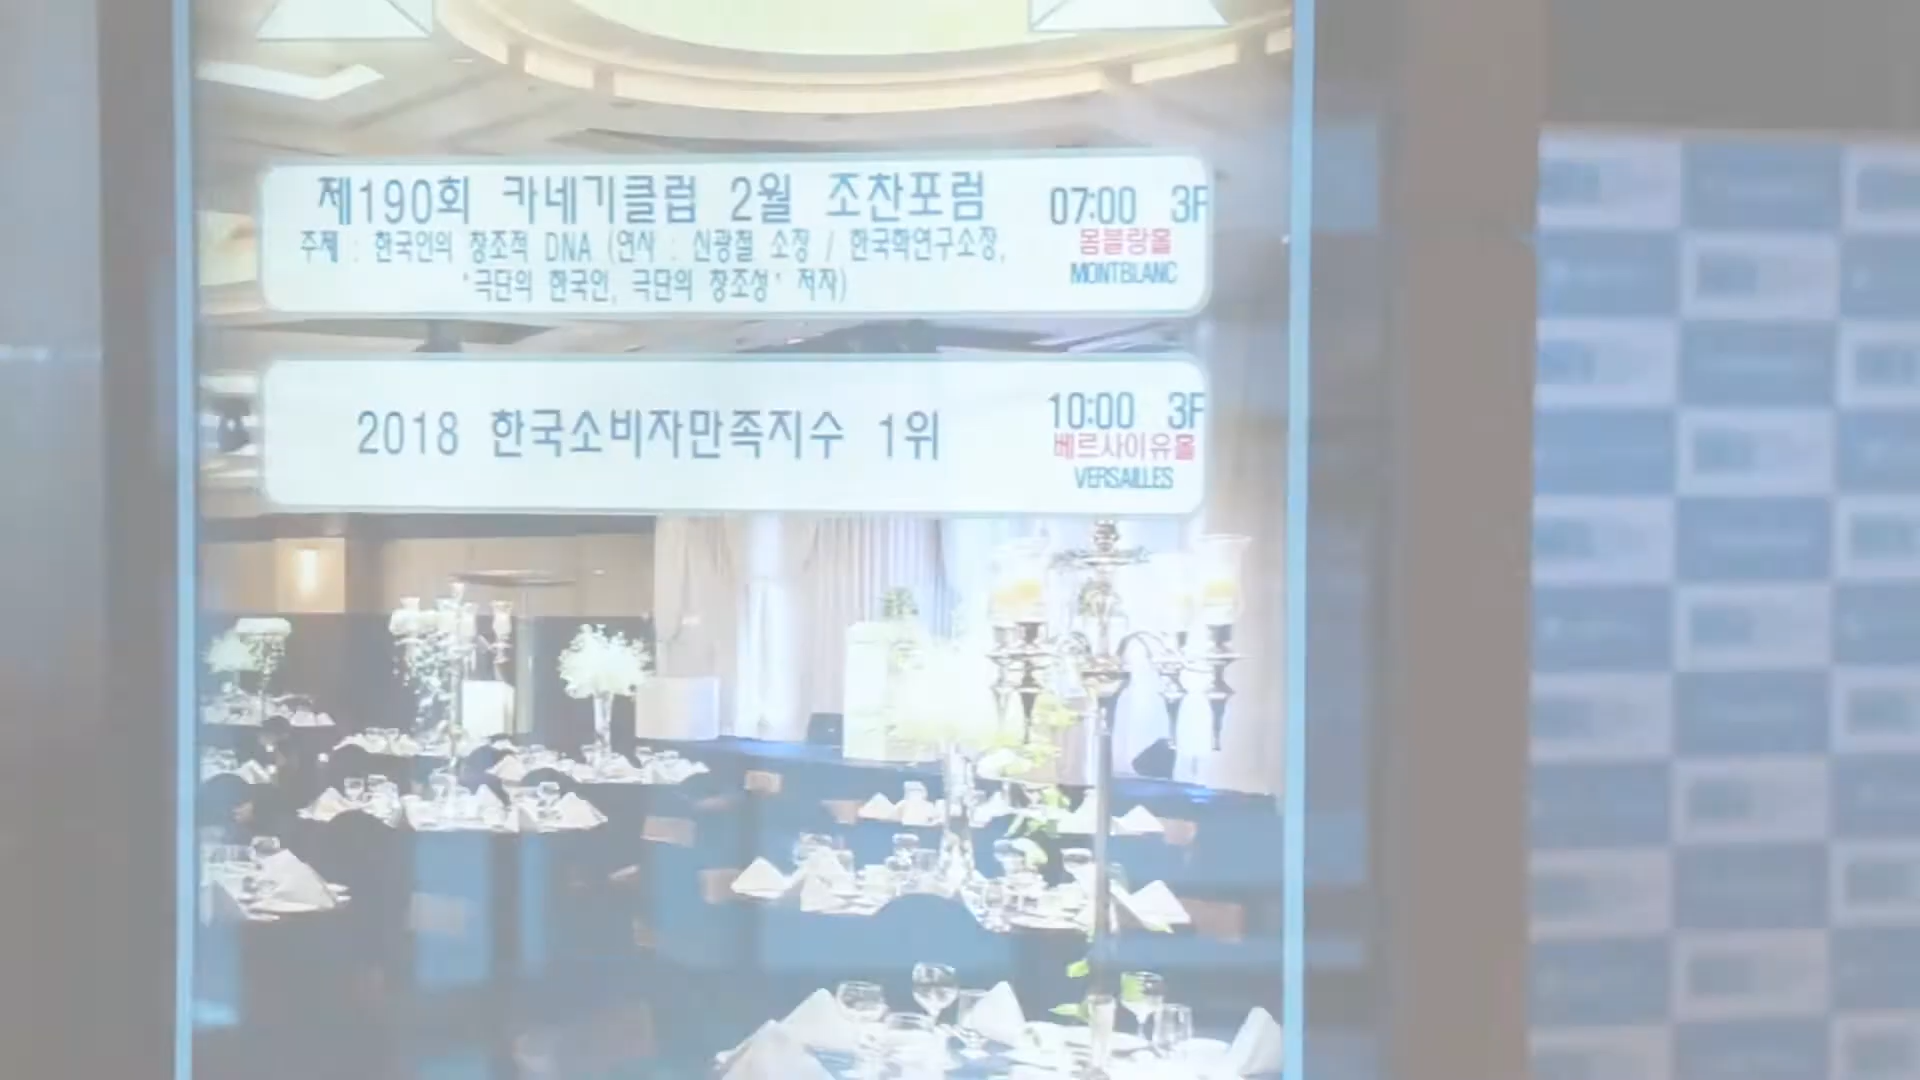 제190회 카네기클럽 2월 조찬포럼
주제 : 한국인의 창조적 DNA (연사 : 신광철 소장 / 한국학연구소장,
'극단의 한국인, 극단의 창조성' 저자)
07:00 3F
몽블랑홀
MONTBLANC
2018 한국소비자만족지수 1위
10:00 3F
베르사이유홀
VERSAILLES